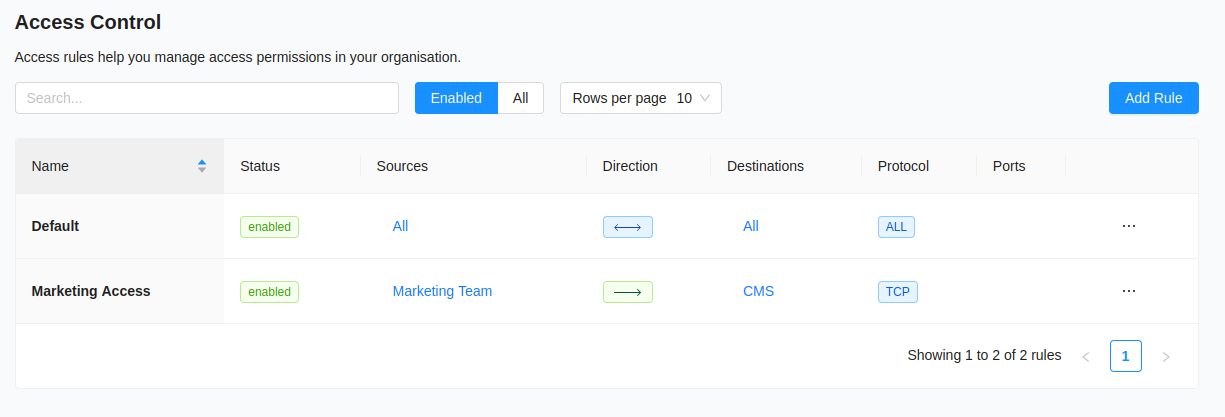 Access Control
Access rules help you manage access permissions in your organisation.
Search... Enabled All Rows per page 10 Add Rule
Name Status Sources Direction Destinations Protocol Ports
Default enabled All All ALL
Marketing Access enabled Marketing Team CMS TCP
Showing 1 to 2 of 2 rules 1